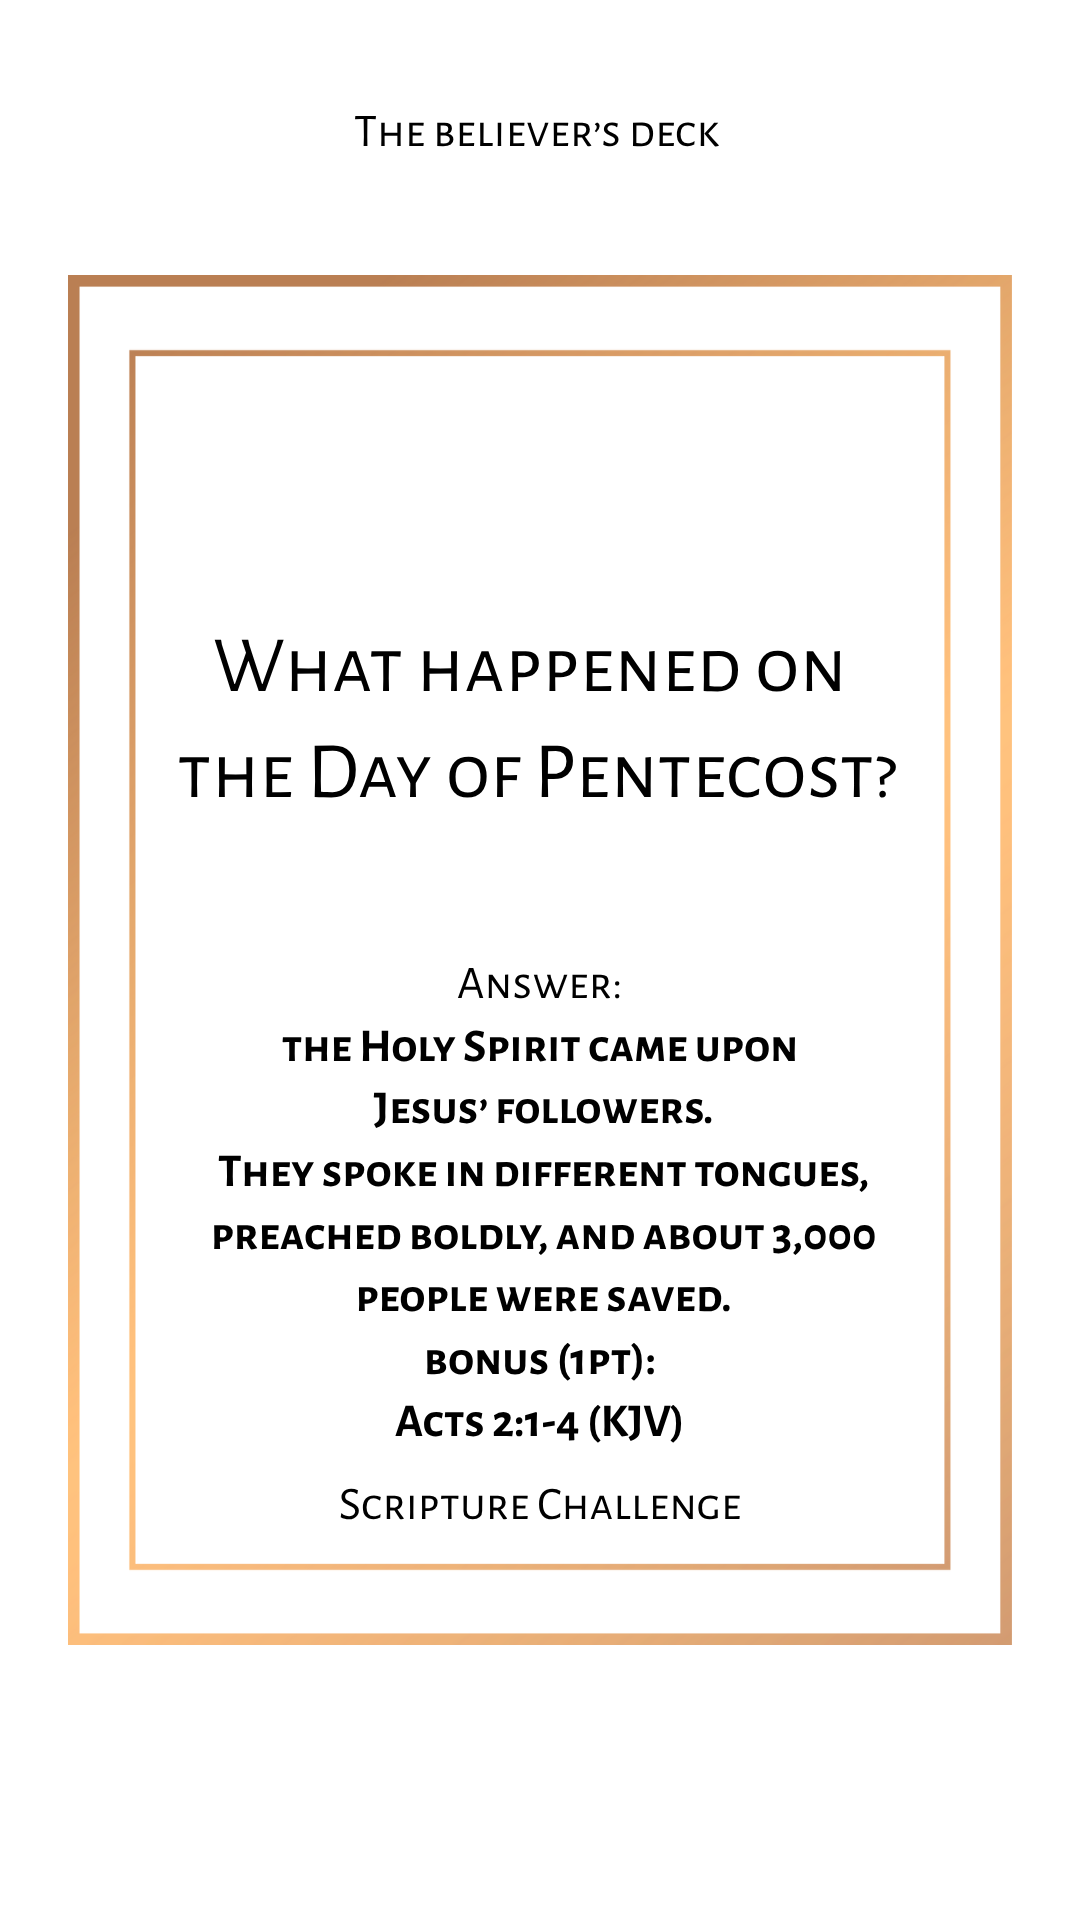 The believer’s deck
What happened on
the Day of Pentecost?
Answer:
the Holy Spirit came upon
Jesus’ followers.
They spoke in different tongues,
preached boldly, and about 3,000
people were saved.
bonus (1pt):
Acts 2:1-4 (KJV)
Scripture Challenge